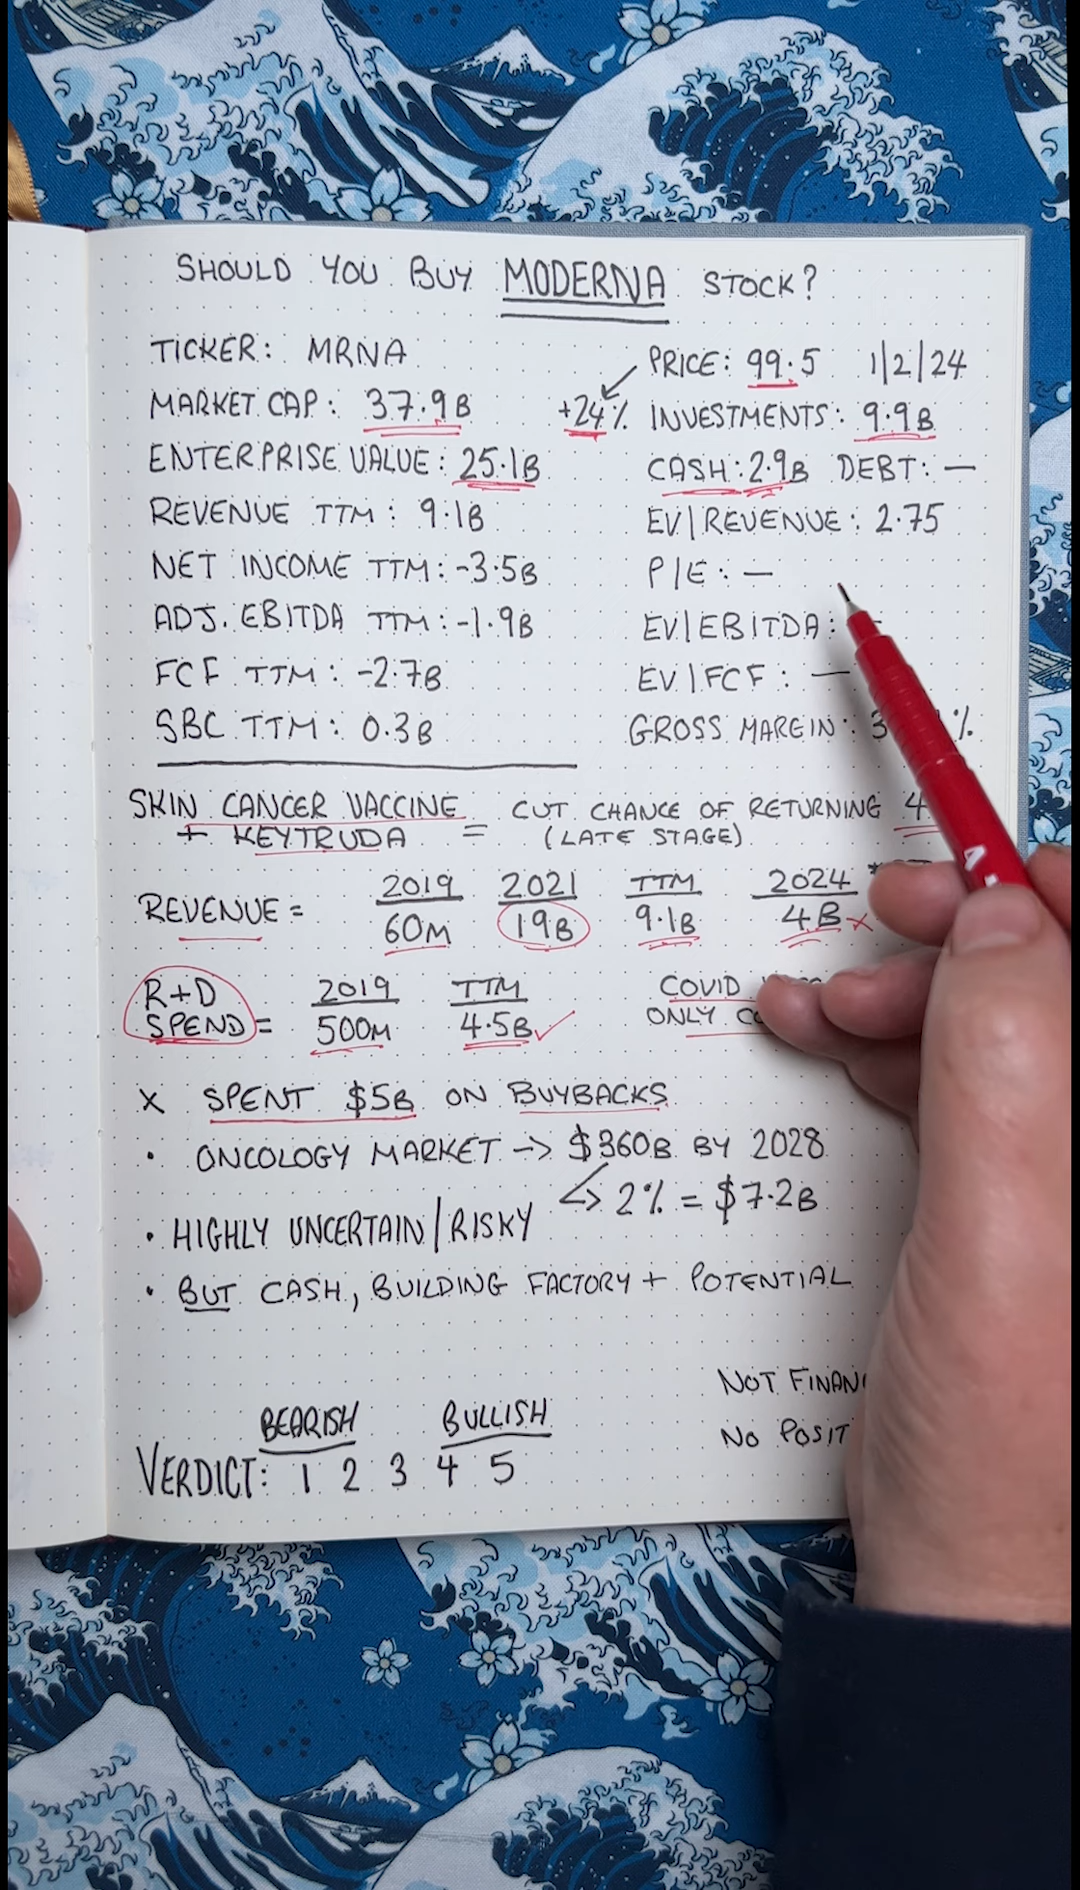 SHOULD YOU BUY MODERNA STOCK?
TICKER: MRNA
PRICE: 99.5 1/2/24
MARKET CAP: 37.9B
+24% INVESTMENTS: 9.9B
ENTERPRISE VALUE: 25.1B
CASH: 2.9B DEBT: —
REVENUE TTM: 9.1B
EV/REVENUE: 2.75
NET INCOME TTM: -3.5B
P/E: —
ADJ. EBITDA TTM: -1.9B
EV/EBITDA:
FCF TTM: -2.7B
EV/FCF: —
SBC TTM: 0.3B
GROSS MARGIN: 3 %
SKIN CANCER VACCINE = CUT CHANCE OF RETURNING 4
+ KEYTRUDA (LATE STAGE)
2019 2021 TTM 2024
REVENUE = 60M 19B 9.1B 4B X
R+D 2019 TTM COVID
SPEND = 500M 4.5B ✓ ONLY
X SPENT $5B ON BUYBACKS
• ONCOLOGY MARKET -> $360B BY 2028
↳ 2% = $7.2B
• HIGHLY UNCERTAIN/RISKY
• BUT CASH, BUILDING FACTORY + POTENTIAL
NOT
NO
BEARISH BULLISH
VERDICT: 1 2 3 4 5